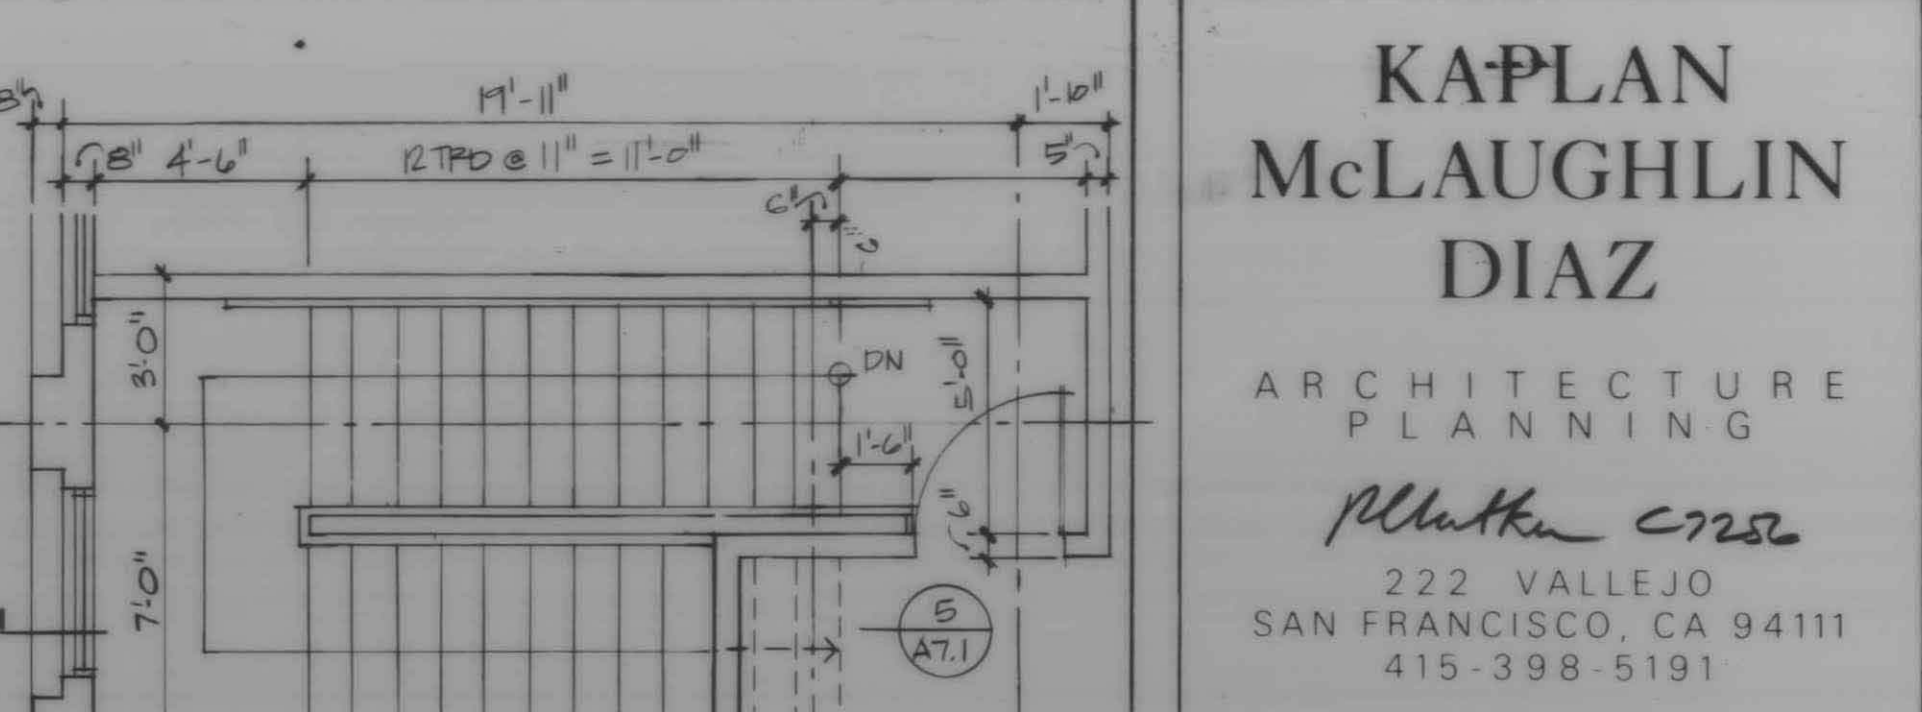 8"
19'-11"
1'-10"
8"
4'-6"
12 TRD @ 11" = 11'-0"
5"
6"
3'-0"
DN
5'-0"
1'-6"
6"
7'-0"
5
A7.1
KAPLAN
McLAUGHLIN
DIAZ
ARCHITECTURE
PLANNING
C7256
222 VALLEJO
SAN FRANCISCO, CA 94111
415-398-5191